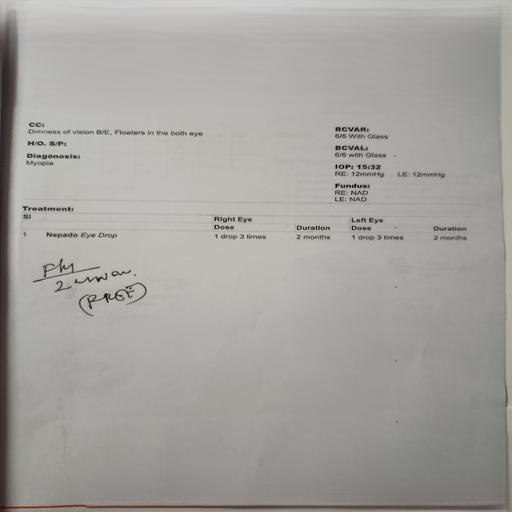 CC:
Dimness of vision B/E, Floaters in the both eye
H/O. S/P:
Diagonosis:
Myopia
BCVAR:
6/6 With Glass
BCVAL:
6/6 with Glass
IOP: 15:32
RE: 12mmHg LE: 12mmHg
Fundus:
RE: NAD
LE: NAD
Treatment:
Sl Right Eye Left Eye
Dose Duration Dose Duration
1 Nepado Eye Drop 1 drop 3 times 2 months 1 drop 3 times 2 months
2